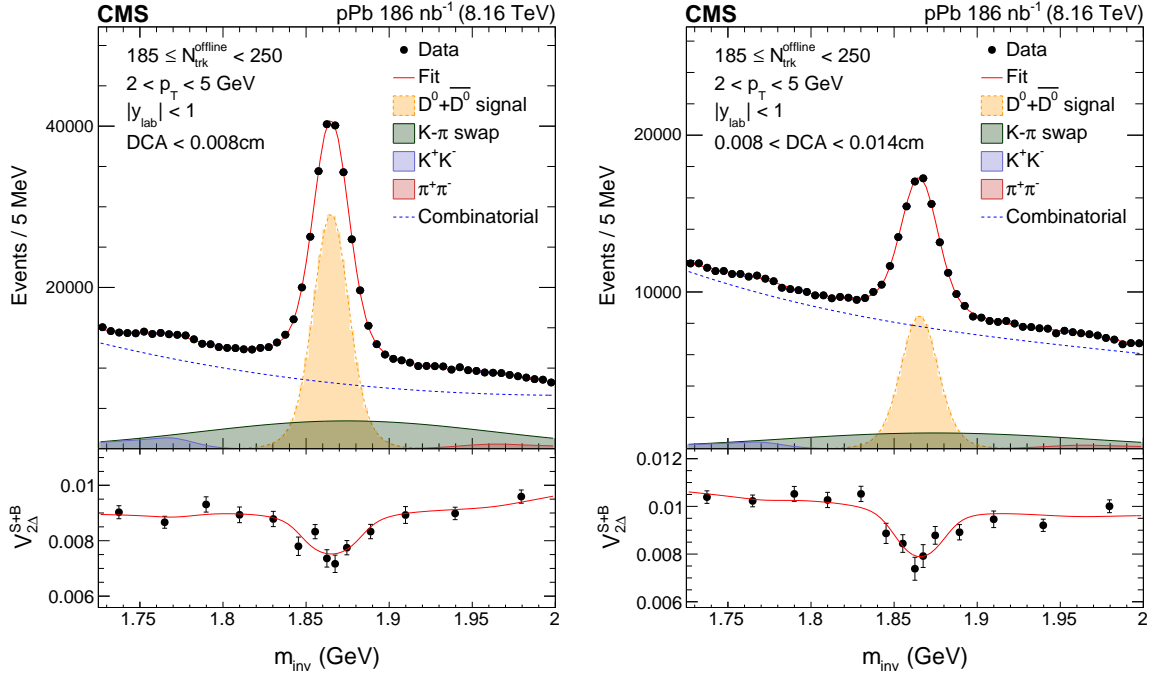 CMS
pPb 186 nb⁻¹ (8.16 TeV)
185 ≤ N_trk^offline < 250
2 < p_T < 5 GeV
|y_lab| < 1
DCA < 0.008cm
Data
Fit
D⁰+D̅⁰ signal
K-π swap
K⁺K⁻
π⁺π⁻
Combinatorial
Events / 5 MeV
40000
20000
V_2Δ^S+B
0.01
0.008
0.006
1.75
1.8
1.85
1.9
1.95
2
m_inv (GeV)
CMS
pPb 186 nb⁻¹ (8.16 TeV)
185 ≤ N_trk^offline < 250
2 < p_T < 5 GeV
|y_lab| < 1
0.008 < DCA < 0.014cm
Data
Fit
D⁰+D̅⁰ signal
K-π swap
K⁺K⁻
π⁺π⁻
Combinatorial
Events / 5 MeV
26000
18000
10000
V_2Δ^S+B
0.012
0.01
0.008
0.006
1.75
1.8
1.85
1.9
1.95
2
m_inv (GeV)